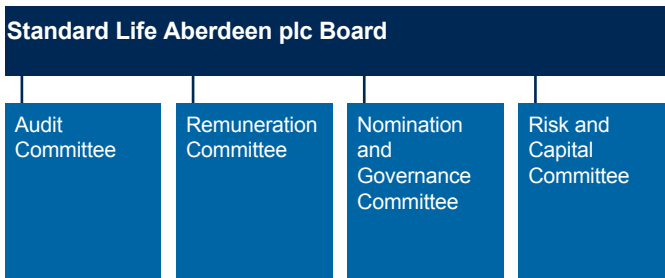 Standard Life Aberdeen plc Board
Audit
Committee
Remuneration
Committee
Nomination
and
Governance
Committee
Risk and
Capital
Committee